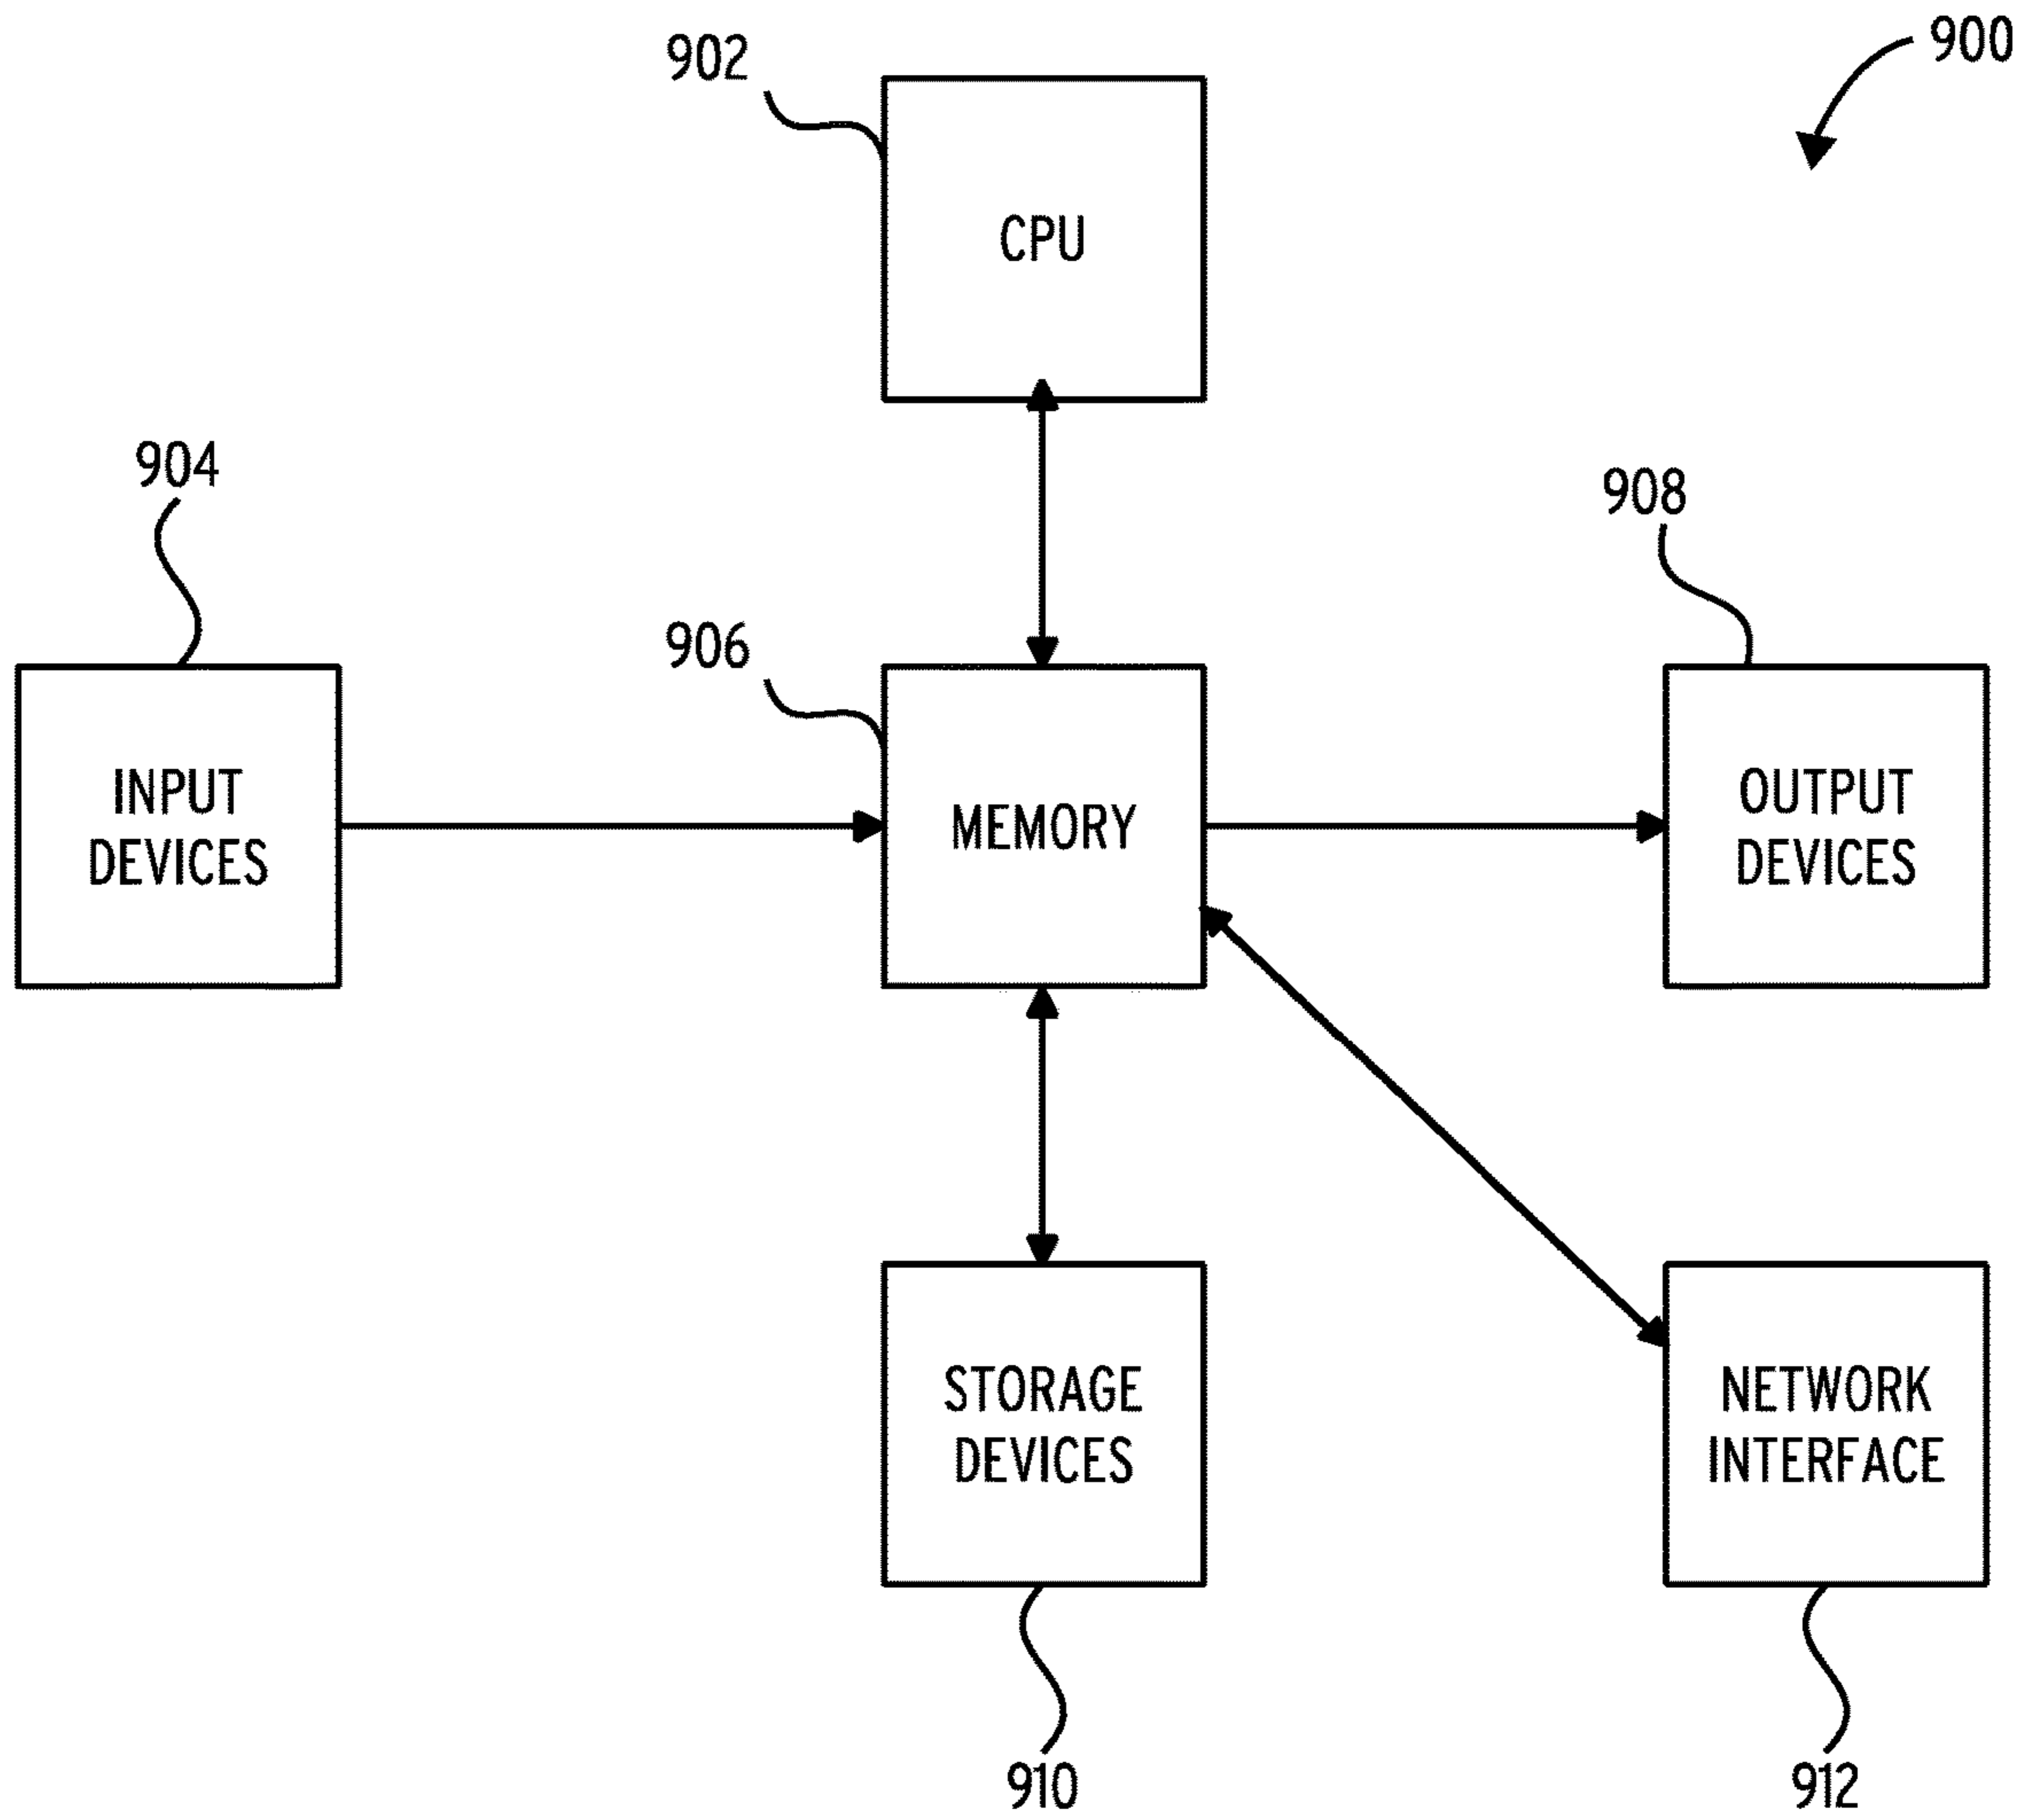 900
902
CPU
904
908
906
INPUT
DEVICES
MEMORY
OUTPUT
DEVICES
STORAGE
DEVICES
NETWORK
INTERFACE
910
912